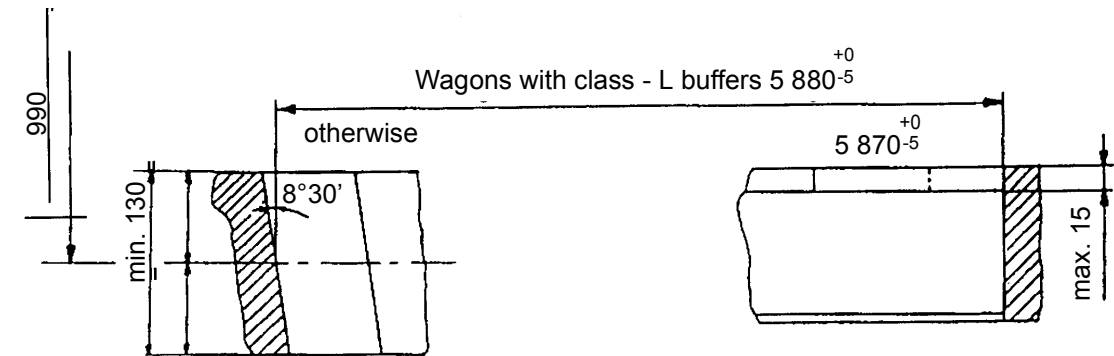 Wagons with class - L buffers 5 880 +0 -5
otherwise
5 870 +0 -5
990
min. 130
8°30’
max. 15